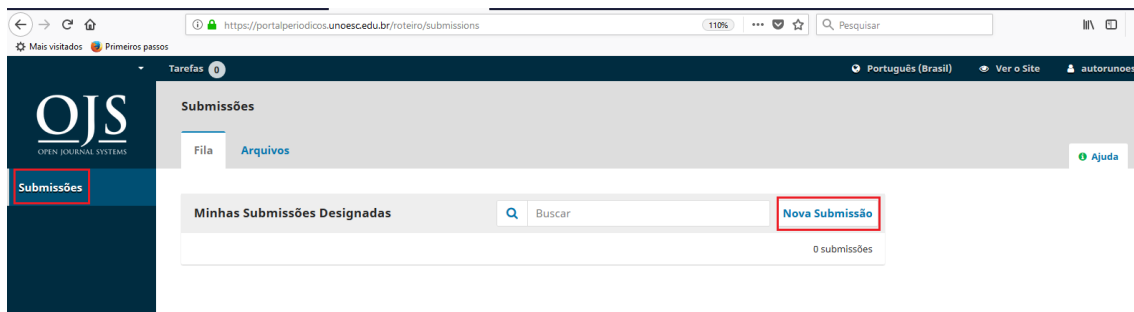 https://portalperiodicos.unoesc.edu.br/roteiro/submissions 110% Pesquisar
Mais visitados Primeiros passos
Tarefas 0 Português (Brasil) Ver o Site autorunoes
OJS
OPEN JOURNAL SYSTEMS
Submissões
Submissões
Fila Arquivos
Ajuda
Minhas Submissões Designadas Buscar Nova Submissão
0 submissões